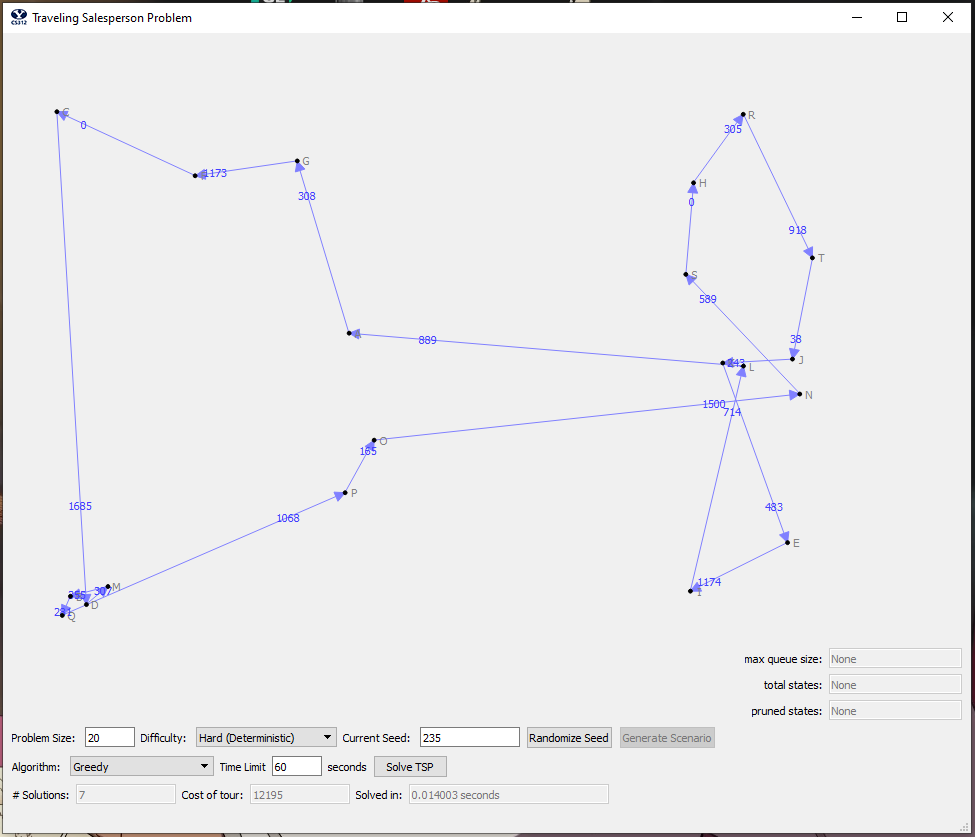 CS312 Traveling Salesperson Problem
C
0
R
305
1173
G
H
308
0
918
T
S
589
889
38
J
243
L
1500
N
714
O
165
P
1685
1068
483
E
1174
307
M
D
Q
max queue size: None
total states: None
pruned states: None
Problem Size: 20 Difficulty: Hard (Deterministic) Current Seed: 235 Randomize Seed Generate Scenario
Algorithm: Greedy Time Limit 60 seconds Solve TSP
# Solutions: 7 Cost of tour: 12195 Solved in: 0.014003 seconds